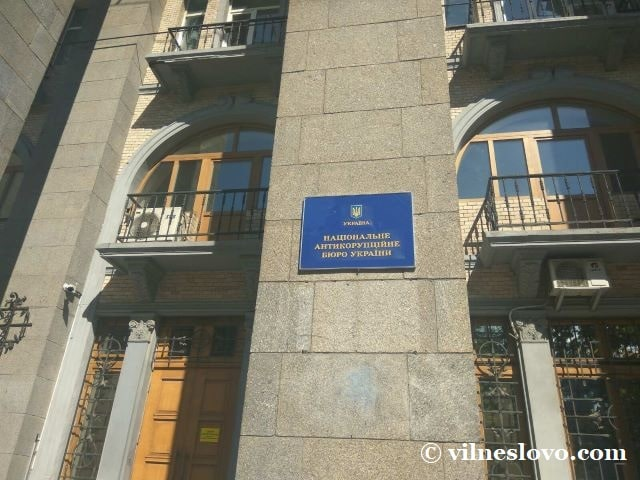 УКРАЇНА
НАЦІОНАЛЬНЕ
АНТИКОРУПЦІЙНЕ
БЮРО УКРАЇНИ
© vilneslovo.com